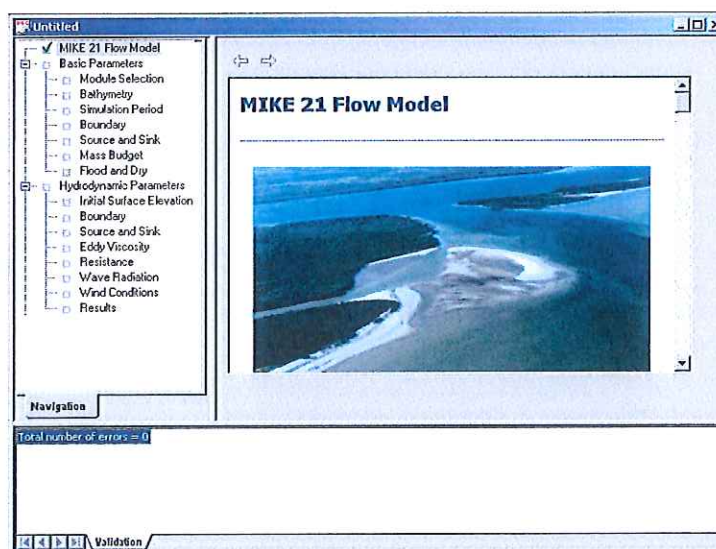 Untitled
MIKE 21 Flow Model
Basic Parameters
Module Selection
Bathymetry
Simulation Period
Boundary
Source and Sink
Mass Budget
Flood and Dry
Hydrodynamic Parameters
Initial Surface Elevation
Boundary
Source and Sink
Eddy Viscosity
Resistance
Wave Radiation
Wind Conditions
Results
Navigation
MIKE 21 Flow Model
Total number of errors = 0
Validation